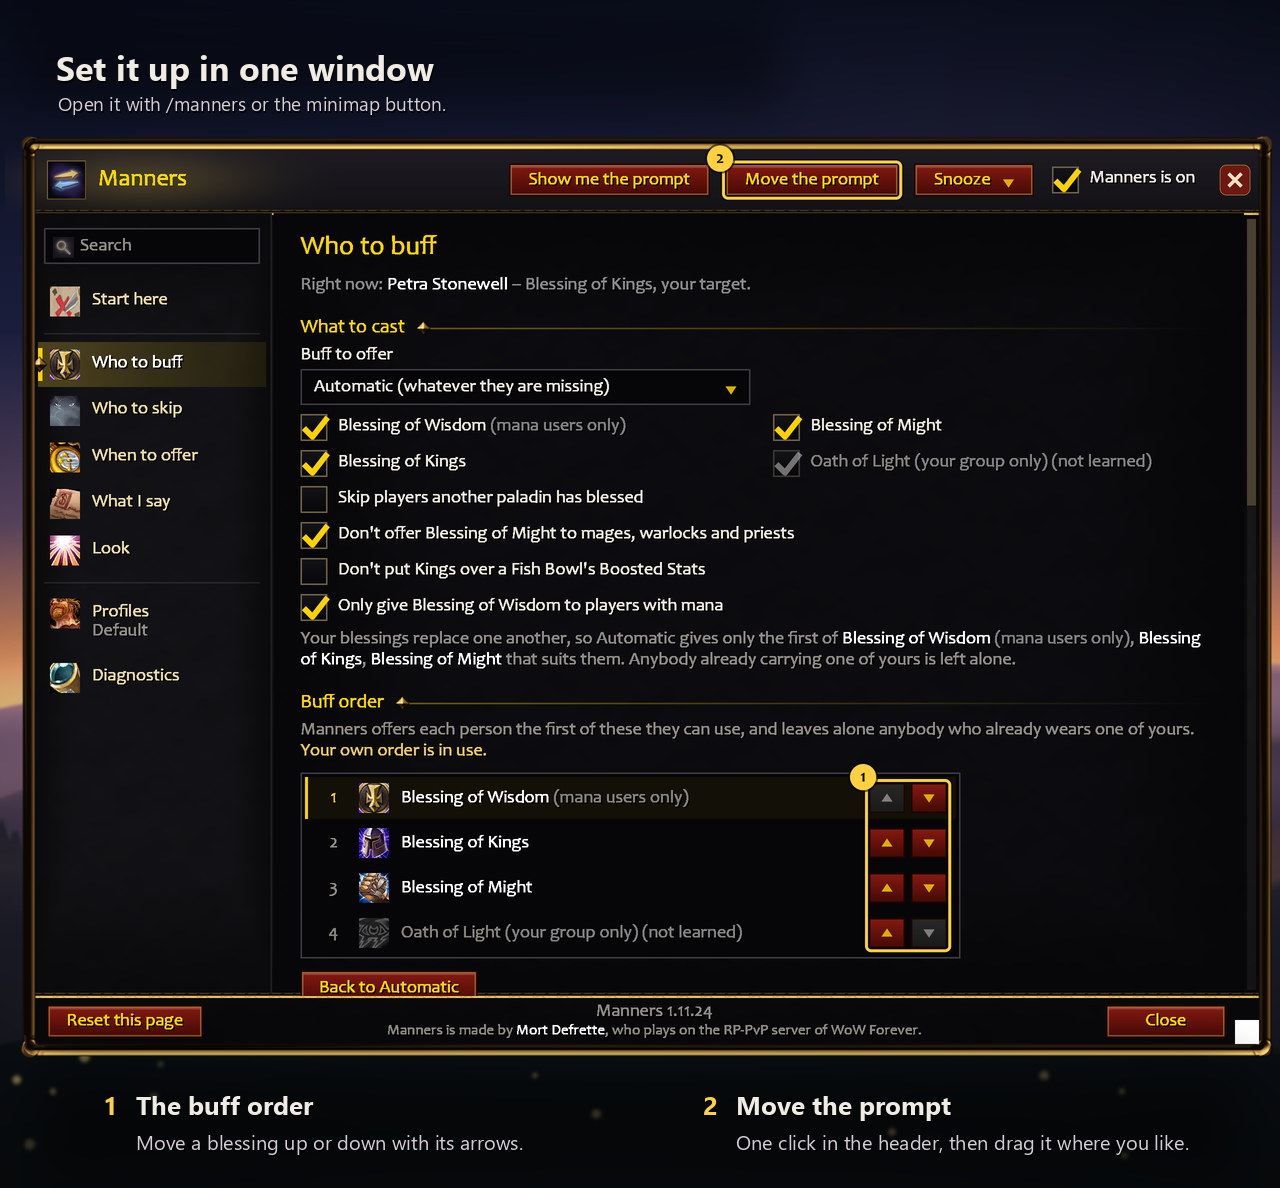 Set it up in one window
Open it with /manners or the minimap button.
Manners
Show me the prompt
2
Move the prompt
Snooze
Manners is on
Search
Start here
Who to buff
Who to skip
When to offer
What I say
Look
Profiles
Default
Diagnostics
Who to buff
Right now: Petra Stonewell – Blessing of Kings, your target.
What to cast
Buff to offer
Automatic (whatever they are missing)
Blessing of Wisdom (mana users only)
Blessing of Might
Blessing of Kings
Oath of Light (your group only) (not learned)
Skip players another paladin has blessed
Don't offer Blessing of Might to mages, warlocks and priests
Don't put Kings over a Fish Bowl's Boosted Stats
Only give Blessing of Wisdom to players with mana
Your blessings replace one another, so Automatic gives only the first of Blessing of Wisdom (mana users only), Blessing
of Kings, Blessing of Might that suits them. Anybody already carrying one of yours is left alone.
Buff order
Manners offers each person the first of these they can use, and leaves alone anybody who already wears one of yours.
Your own order is in use.
1
1 Blessing of Wisdom (mana users only)
2 Blessing of Kings
3 Blessing of Might
4 Oath of Light (your group only) (not learned)
Back to Automatic
Reset this page
Manners 1.11.24
Manners is made by Mort Defrette, who plays on the RP-PvP server of WoW Forever.
Close
1 The buff order
Move a blessing up or down with its arrows.
2 Move the prompt
One click in the header, then drag it where you like.